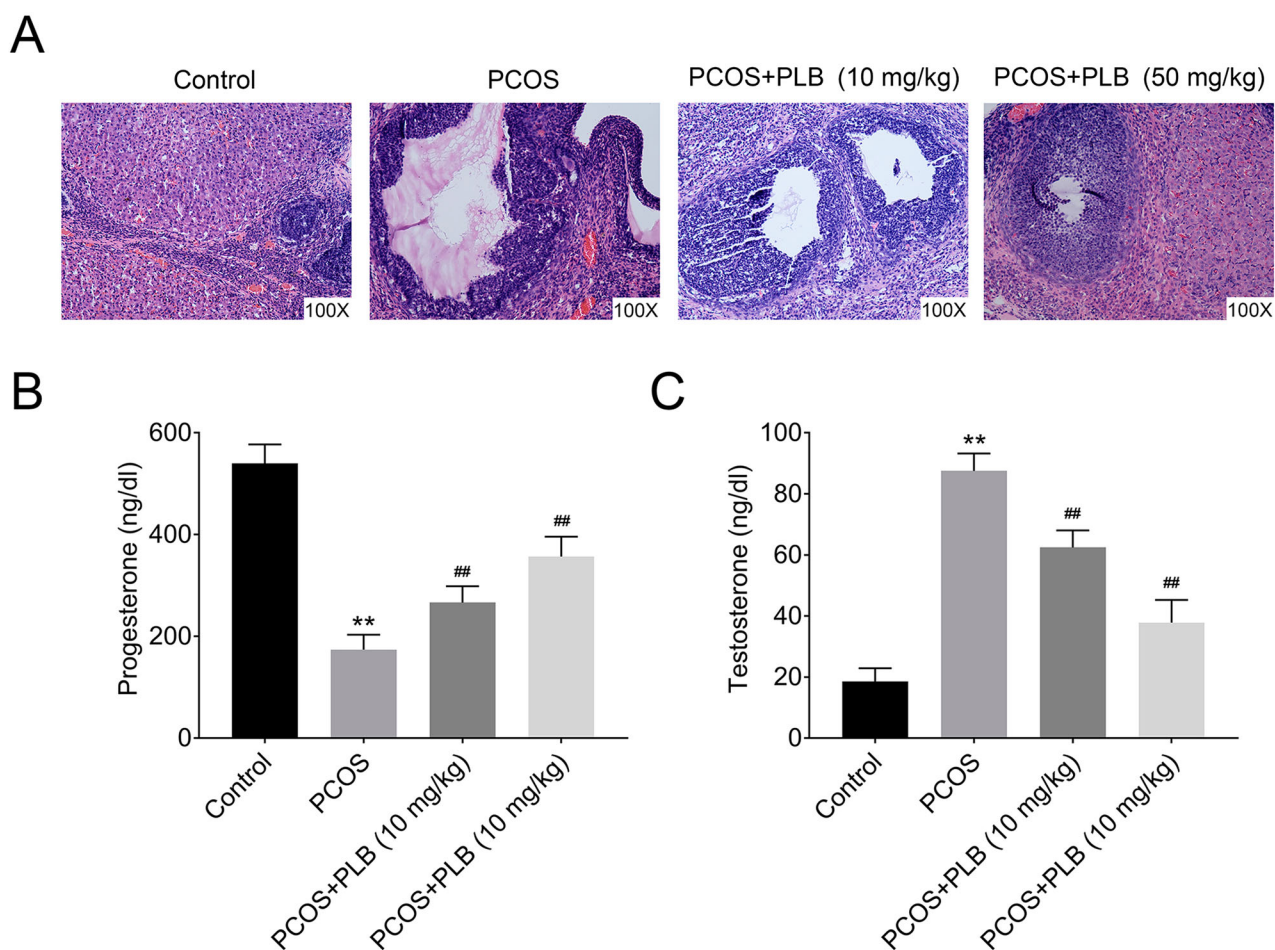 A
Control
PCOS
PCOS+PLB (10 mg/kg)
PCOS+PLB (50 mg/kg)
100X
100X
100X
100X
B
Progesterone (ng/dl)
600
400
200
0
**
##
##
Control
PCOS
PCOS+PLB (10 mg/kg)
PCOS+PLB (10 mg/kg)
C
Testosterone (ng/dl)
100
80
60
40
20
0
**
##
##
Control
PCOS
PCOS+PLB (10 mg/kg)
PCOS+PLB (10 mg/kg)